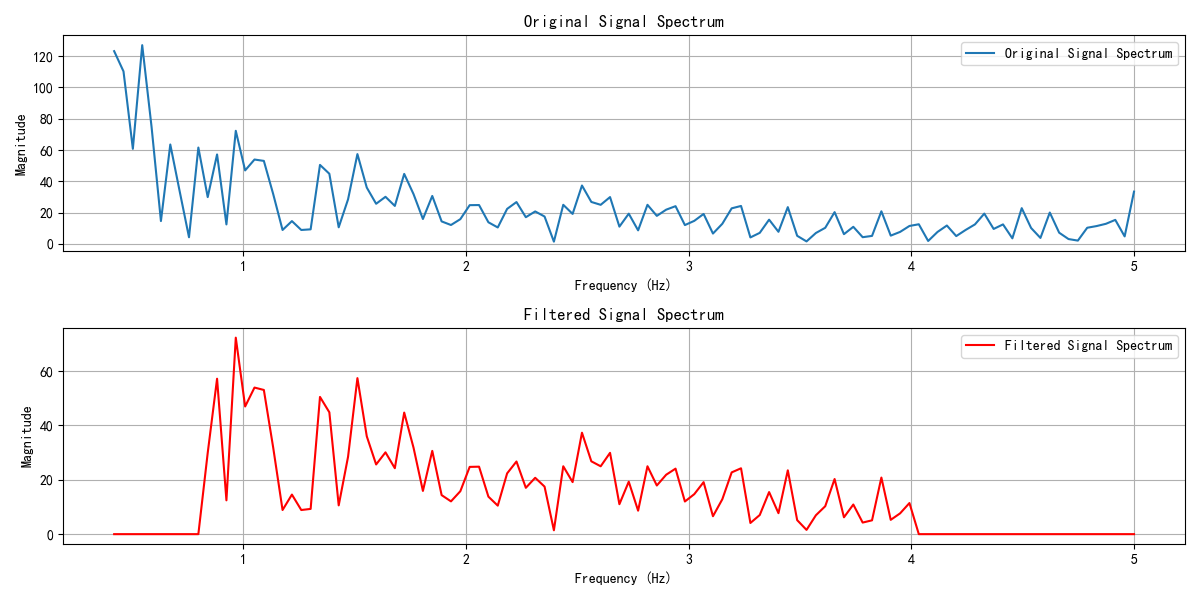 Original Signal Spectrum
Original Signal Spectrum
Magnitude
120
100
80
60
40
20
0
1
2
3
4
5
Frequency (Hz)
Filtered Signal Spectrum
Filtered Signal Spectrum
Magnitude
60
40
20
0
1
2
3
4
5
Frequency (Hz)